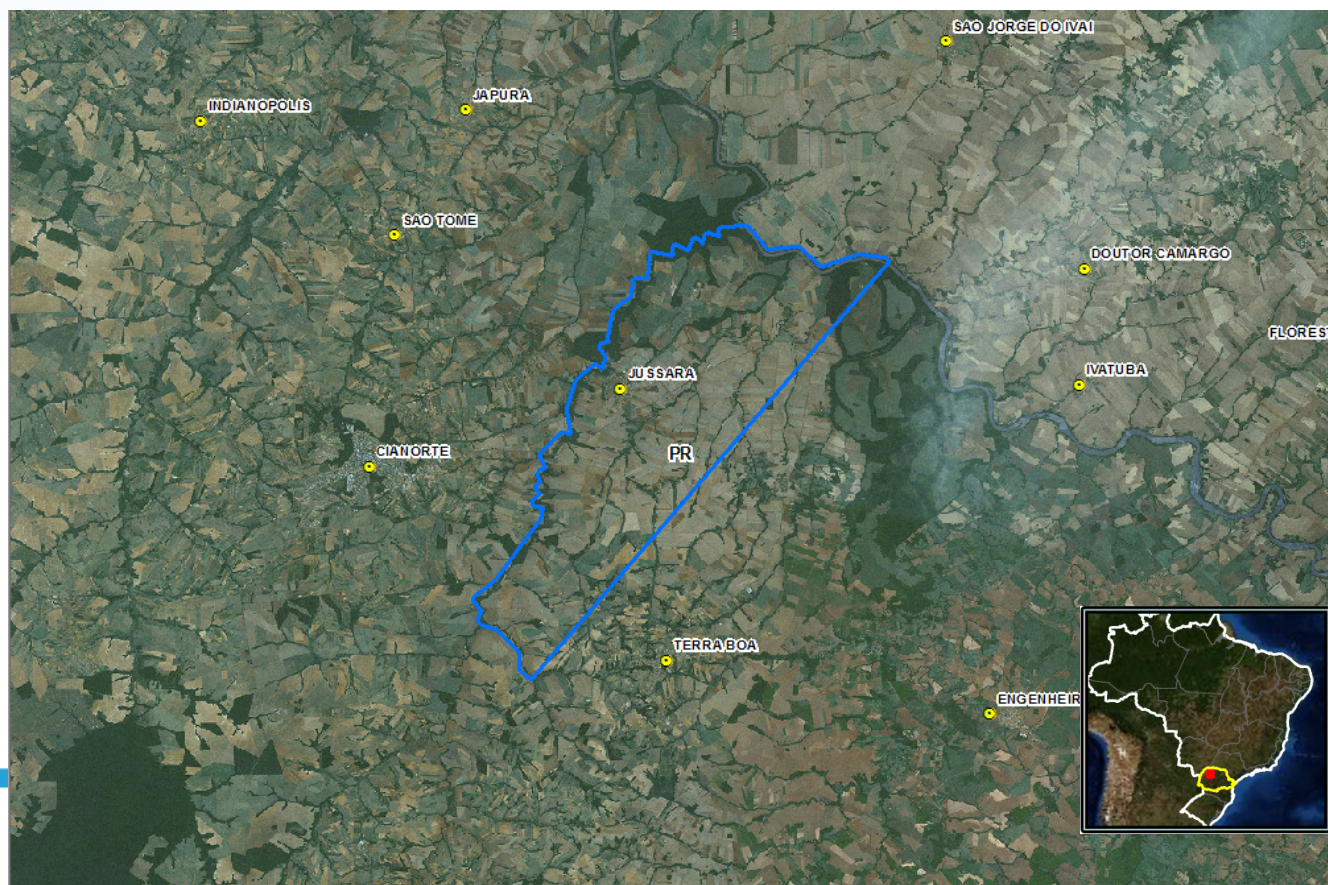 SAO JORGE DO IVAI
JAPURA
INDIANOPOLIS
SAO TOME
DOUTOR CAMARGO
FLOREST
JUSSARA
IVATUBA
CIANORTE
PR
TERRA BOA
ENGENHEIR